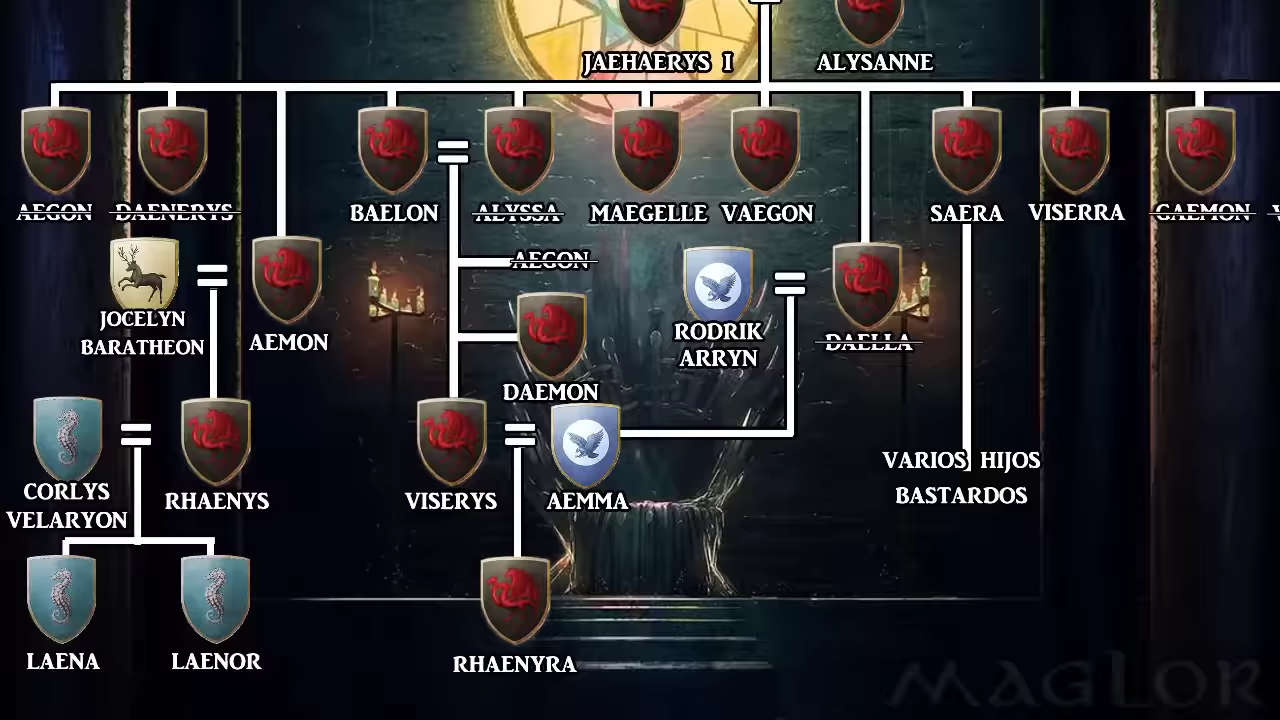 JAEHAERYS I
ALYSANNE
AEGON
DAENERYS
BAELON
ALYSSA
MAEGELLE
VAEGON
SAERA
VISERRA
GAEMON
JOCELYN
BARATHEON
AEMON
AEGON
DAEMON
RODRIK
ARRYN
DAELLA
CORLYS
VELARYON
RHAENYS
VISERYS
AEMMA
VARIOS HIJOS
BASTARDOS
LAENA
LAENOR
RHAENYRA
MAGLOR